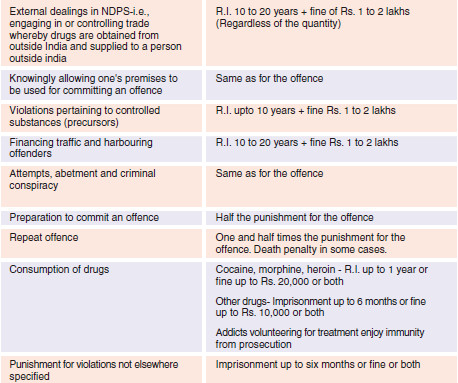 External dealings in NDPS-i.e.,
engaging in or controlling trade
whereby drugs are obtained from
outside India and supplied to a person
outside india
R.I. 10 to 20 years + fine of Rs. 1 to 2 lakhs
(Regardless of the quantity)
Knowingly allowing one's premises to
be used for committing an offence
Same as for the offence
Violations pertaining to controlled
substances (precursors)
R.I. upto 10 years + fine Rs. 1 to 2 lakhs
Financing traffic and harbouring
offenders
R.I. 10 to 20 years + fine Rs. 1 to 2 lakhs
Attempts, abetment and criminal
conspiracy
Same as for the offence
Preparation to commit an offence
Half the punishment for the offence
Repeat offence
One and half times the punishment for the
offence. Death penalty in some cases.
Consumption of drugs
Cocaine, morphine, heroin - R.I. up to 1 year or
fine up to Rs. 20,000 or both
Other drugs- Imprisonment up to 6 months or fine
up to Rs. 10,000 or both
Addicts volunteering for treatment enjoy immunity
from prosecution
Punishment for violations not elsewhere
specified
Imprisonment up to six months or fine or both